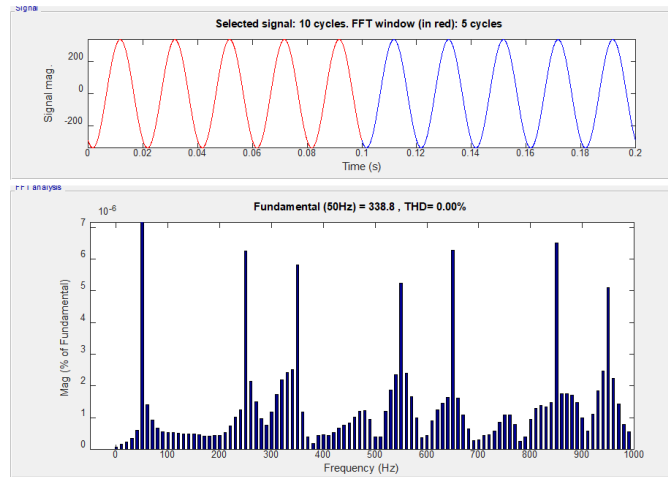 Signal
Selected signal: 10 cycles. FFT window (in red): 5 cycles
Signal mag.
200
0
-200
0 0.02 0.04 0.06 0.08 0.1 0.12 0.14 0.16 0.18 0.2
Time (s)
FFT analysis
Fundamental (50Hz) = 338.8 , THD= 0.00%
10-6
Mag (% of Fundamental)
7
6
5
4
3
2
1
0
0 100 200 300 400 500 600 700 800 900 1000
Frequency (Hz)